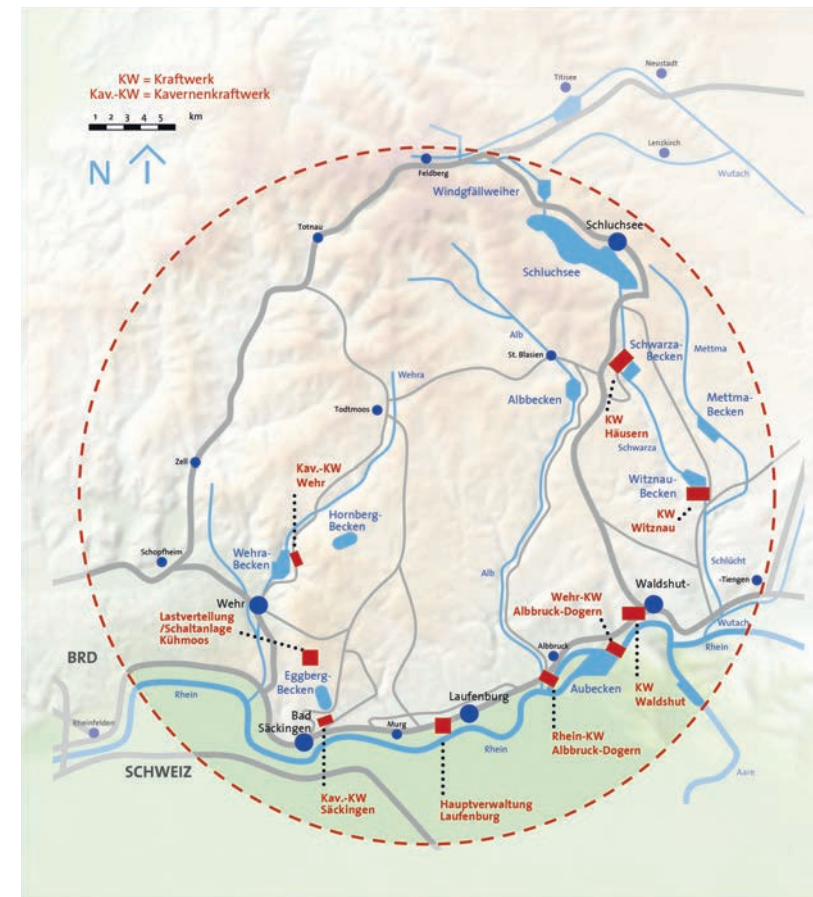 KW = Kraftwerk
Kav.-KW = Kavernenkraftwerk
1 2 3 4 5 km
N
Neustadt
Titisee
Lenzkirch
Wutach
Feldberg
Windgfällweiher
Totnau
Schluchsee
Schluchsee
Alb
St. Blasien
Schwarza-
Becken
Mettma
Wehra
Albbecken
Mettma-
Becken
Todtmoos
KW
Häusern
Schwarza
Zell
Kav.-KW
Wehr
Witznau-
Becken
Hornberg-
Becken
KW
Witznau
Schopfheim
Wehra-
Becken
Alb
Schlücht
-Tiengen
Wehr
Waldshut-
Wehr-KW
Albbruck-Dogern
Lastverteilung
/Schaltanlage
Kühmoos
Wutach
Rhein
BRD
Albbruck
Eggberg-
Becken
Aubecken
KW
Waldshut
Rhein
Laufenburg
Rheinfelden
Bad
Säckingen
Murg
Rhein
Rhein-KW
Albbruck-Dogern
SCHWEIZ
Aare
Kav.-KW
Säckingen
Hauptverwaltung
Laufenburg